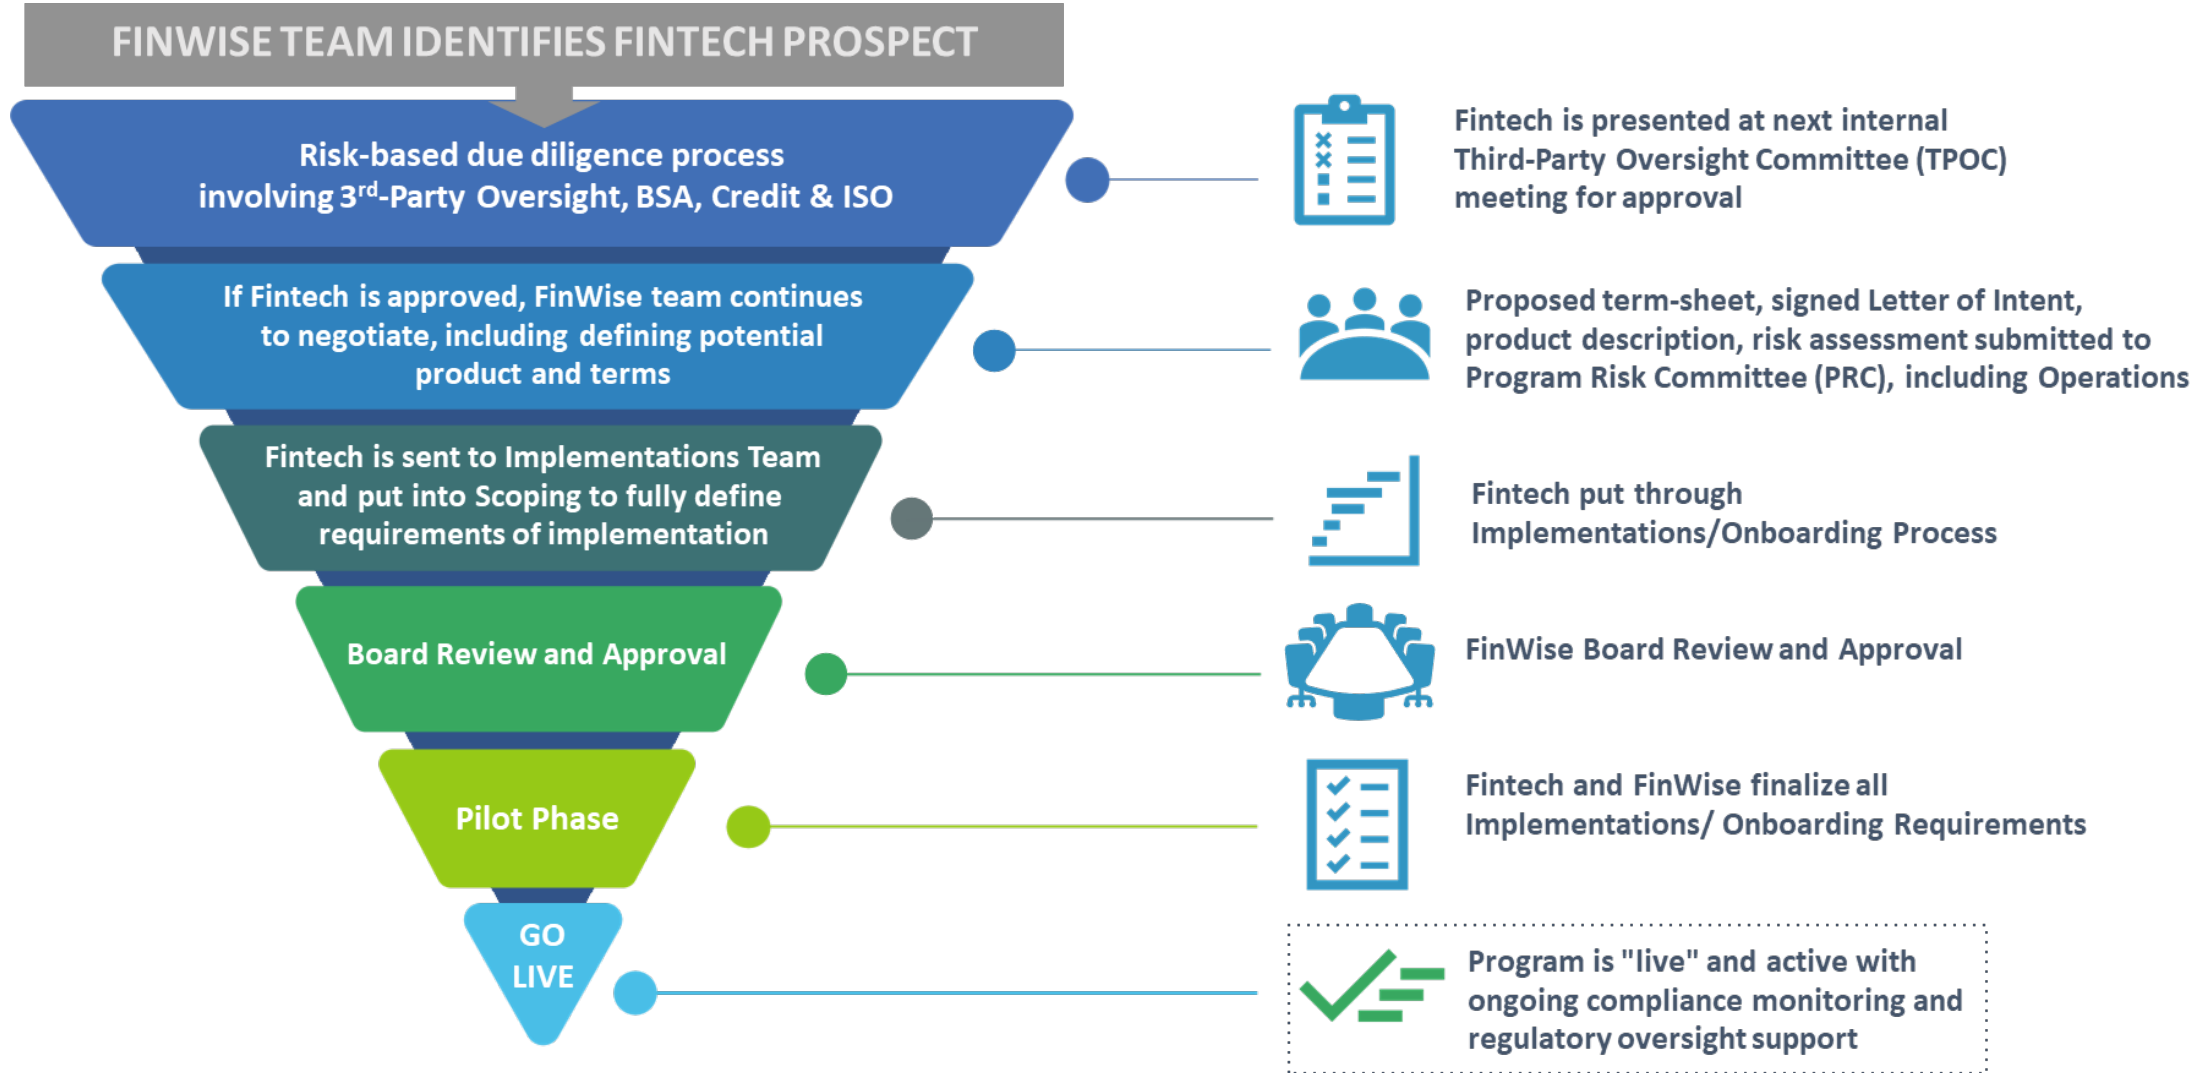 FINWISE TEAM IDENTIFIES FINTECH PROSPECT
Risk-based due diligence process
involving 3rd-Party Oversight, BSA, Credit & ISO
Fintech is presented at next internal
Third-Party Oversight Committee (TPOC)
meeting for approval
If Fintech is approved, FinWise team continues
to negotiate, including defining potential
product and terms
Proposed term-sheet, signed Letter of Intent,
product description, risk assessment submitted to
Program Risk Committee (PRC), including Operations
Fintech is sent to Implementations Team
and put into Scoping to fully define
requirements of implementation
Fintech put through
Implementations/Onboarding Process
Board Review and Approval
FinWise Board Review and Approval
Pilot Phase
Fintech and FinWise finalize all
Implementations/ Onboarding Requirements
GO
LIVE
Program is "live" and active with
ongoing compliance monitoring and
regulatory oversight support